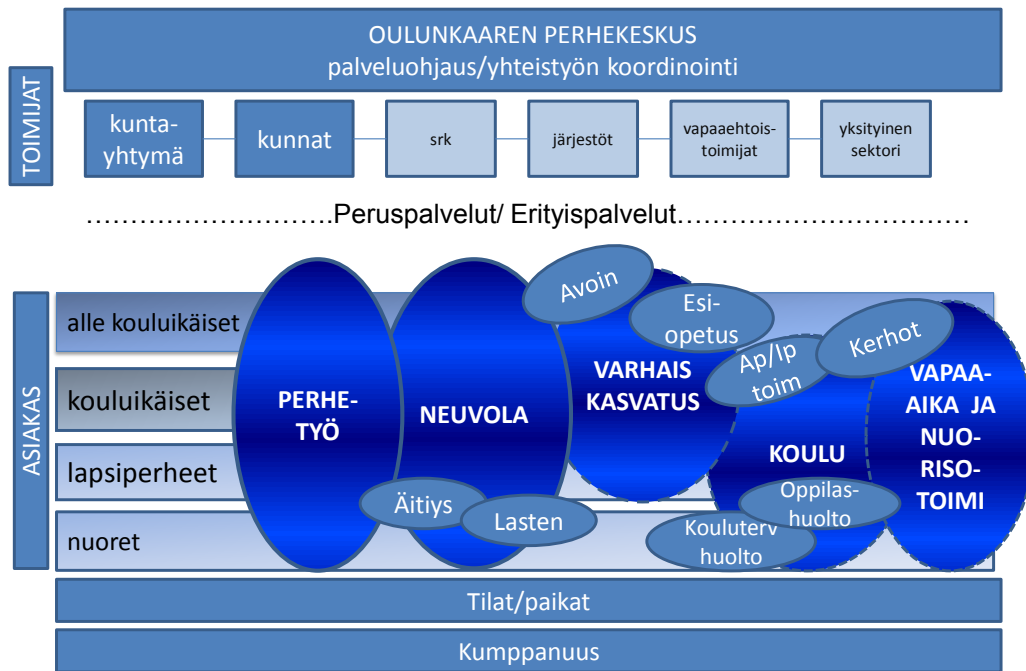 OULUNKAAREN PERHEKESKUS
palveluohjaus/yhteistyön koordinointi
TOIMIJAT
kunta-
yhtymä
kunnat
srk
järjestöt
vapaaehtois-
toimijat
yksityinen
sektori
..............................Peruspalvelut/ Erityispalvelut...................................
ASIAKAS
alle kouluikäiset
kouluikäiset
lapsiperheet
nuoret
PERHE-
TYÖ
NEUVOLA
Äitiys
Lasten
Avoin
Esi-
opetus
VARHAIS
KASVATUS
Ap/Ip
toim
Kerhot
KOULU
Oppilas-
huolto
Kouluterv
huolto
VAPAA-
AIKA JA
NUO-
RISO-
TOIMI
Tilat/paikat
Kumppanuus